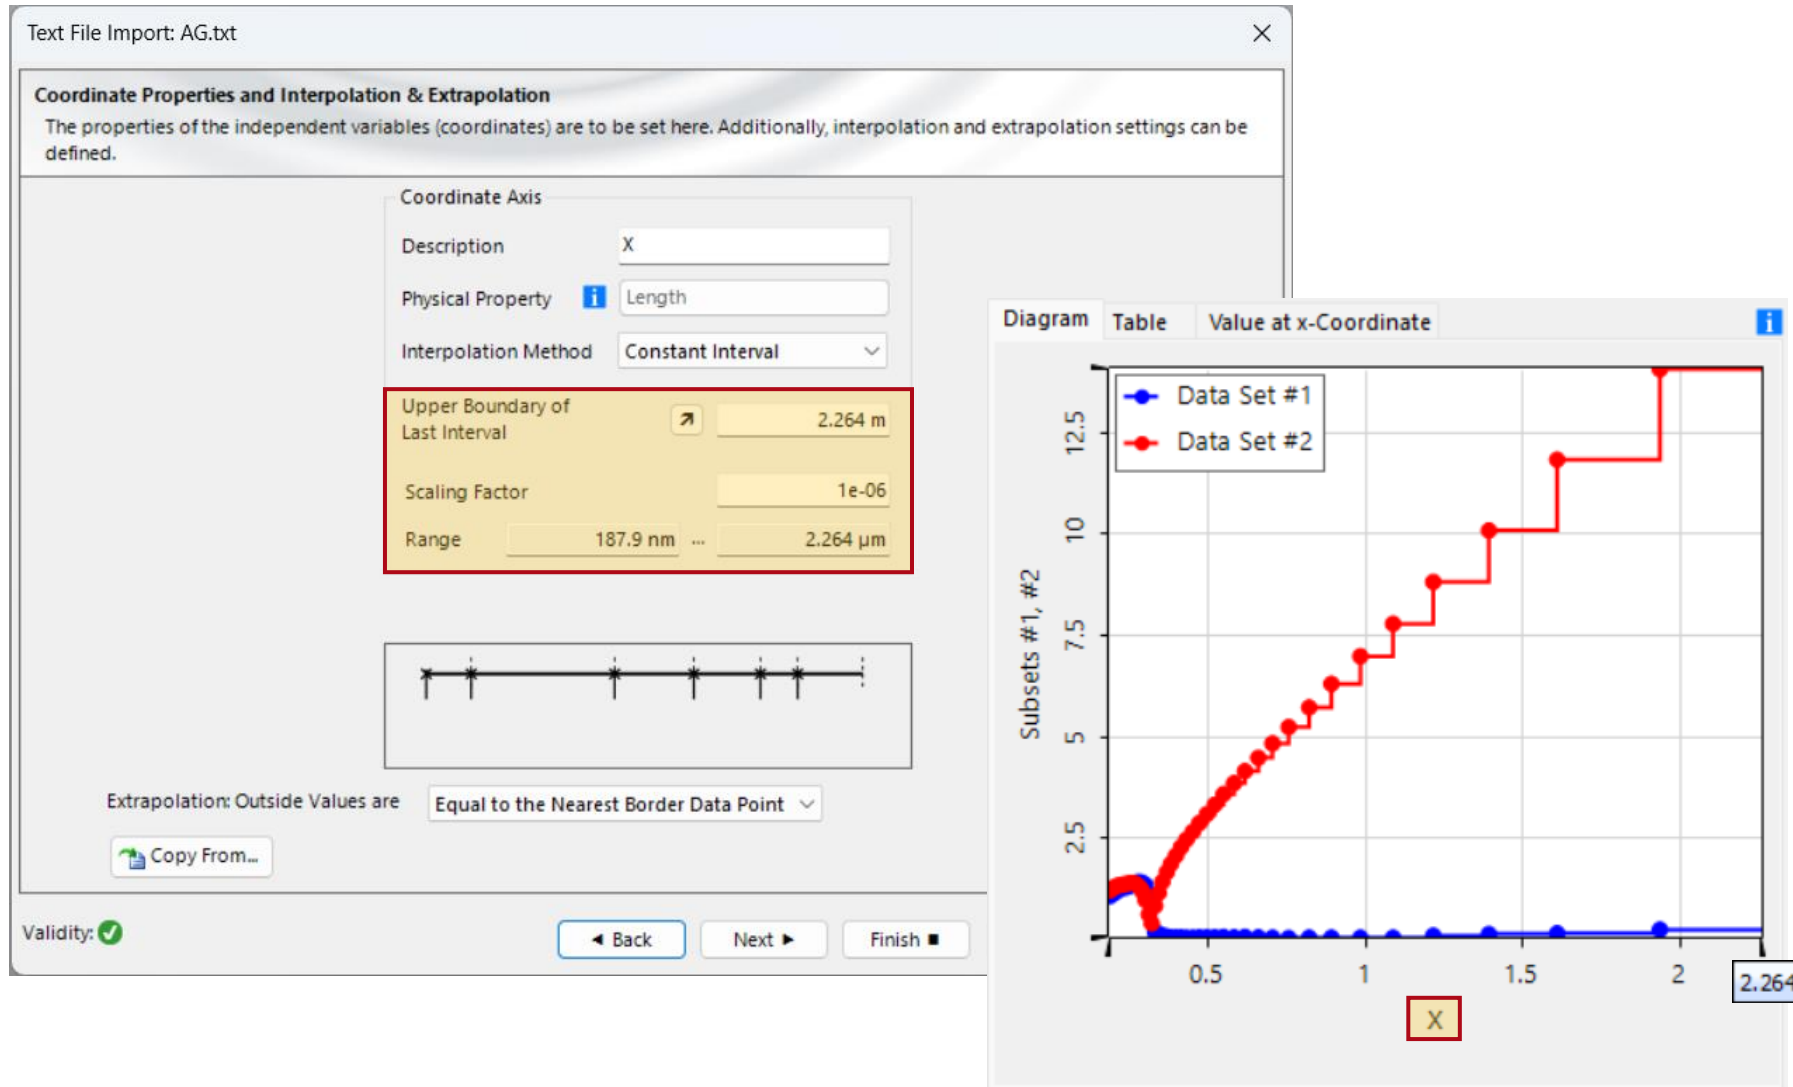 Text File Import: AG.txt
Coordinate Properties and Interpolation & Extrapolation
The properties of the independent variables (coordinates) are to be set here. Additionally, interpolation and extrapolation settings can be
defined.
Coordinate Axis
Description X
Physical Property i Length
Interpolation Method Constant Interval
Upper Boundary of
Last Interval 2.264 m
Scaling Factor 1e-06
Range 187.9 nm ... 2.264 µm
Extrapolation: Outside Values are Equal to the Nearest Border Data Point
Copy From...
Validity:
Back Next Finish
Diagram Table Value at x-Coordinate i
Data Set #1
Data Set #2
Subsets #1, #2
12.5
10
7.5
5
2.5
0.5 1 1.5 2 2.264
X